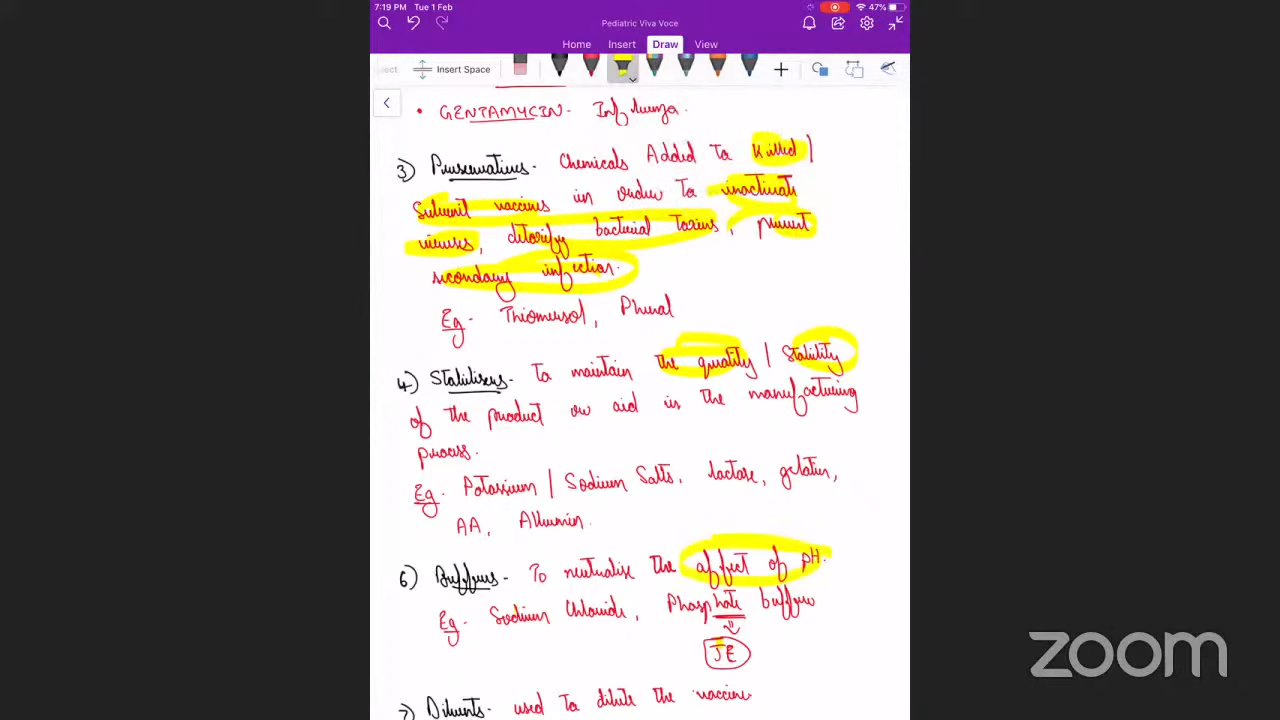 7:19 PM Tue 1 Feb
47%
Pediatric Viva Voce
Home Insert Draw View
Insert Space
• GENTAMYCIN - Influenza.
3) Preservatives - Chemicals Added To Killed |
Subunit vaccines in order To inactivate
viruses, detoxify bacterial Toxins, prevent
secondary infection.
Eg - Thiomersol, Phenol
4) Stabilisers - To maintain the quality | Stability
of the product or aid in the manufacturing
process.
Eg - Potassium | Sodium Salts, lactose, gelatin,
AA, Albumin.
6) Buffers - To neutralise the affect of pH.
Eg - Sodium Chloride, Phosphate buffers
JE
7) Diluents - used to dilute the vaccine
zoom